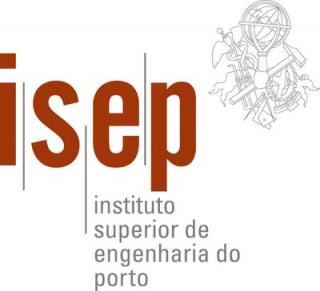 isep
instituto
superior de
engenharia do
porto